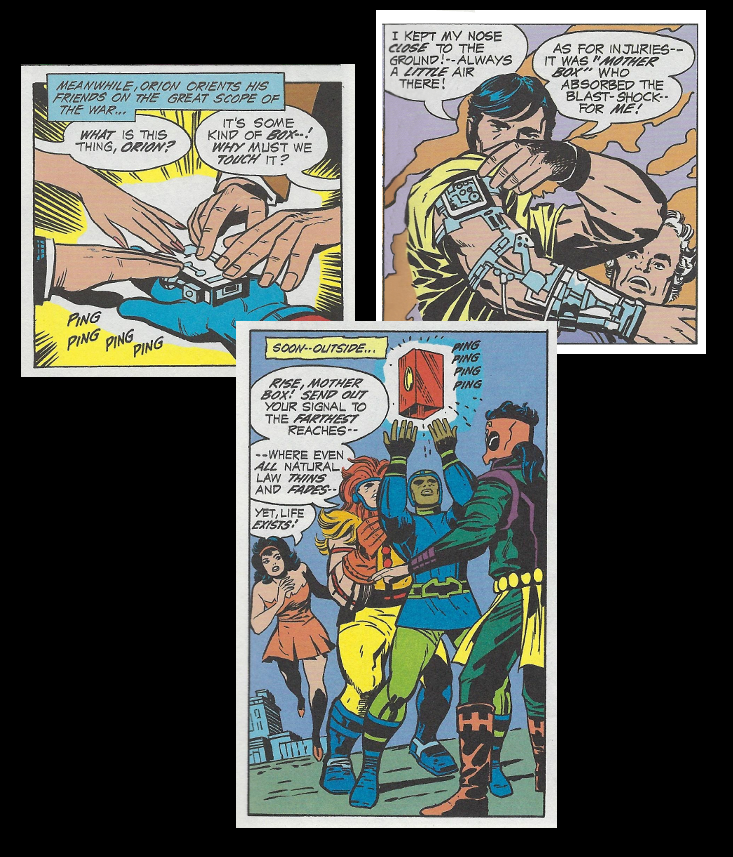 MEANWHILE, ORION ORIENTS HIS
FRIENDS ON THE GREAT SCOPE OF
THE WAR...
WHAT IS THIS
THING, ORION?
IT'S SOME
KIND OF BOX--!
WHY MUST WE
TOUCH IT?
PING
PING PING
PING
I KEPT MY NOSE
CLOSE TO THE
GROUND!--ALWAYS
A LITTLE AIR
THERE!
AS FOR INJURIES--
IT WAS "MOTHER
BOX" WHO
ABSORBED THE
BLAST-SHOCK--
FOR ME!
SOON--OUTSIDE...
PING
PING
PING
PING
RISE, MOTHER
BOX! SEND OUT
YOUR SIGNAL TO
THE FARTHEST
REACHES--
--WHERE EVEN
ALL NATURAL
LAW THINS
AND FADES--
YET, LIFE
EXISTS!